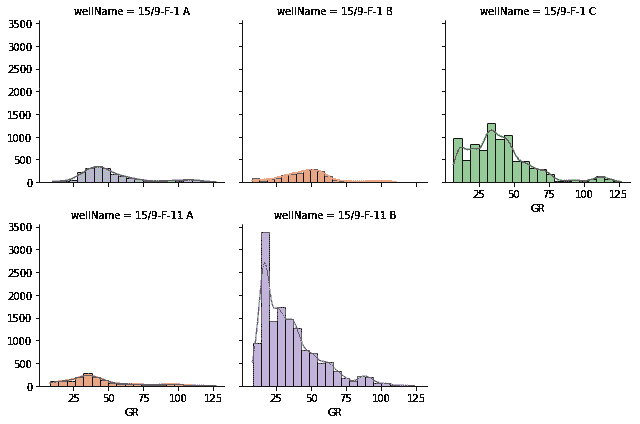 wellName = 15/9-F-1 A
wellName = 15/9-F-1 B
wellName = 15/9-F-1 C
3500
3000
2500
2000
1500
1000
500
0
25 50 75 100 125
GR
wellName = 15/9-F-11 A
wellName = 15/9-F-11 B
3500
3000
2500
2000
1500
1000
500
0
25 50 75 100 125
GR
25 50 75 100 125
GR